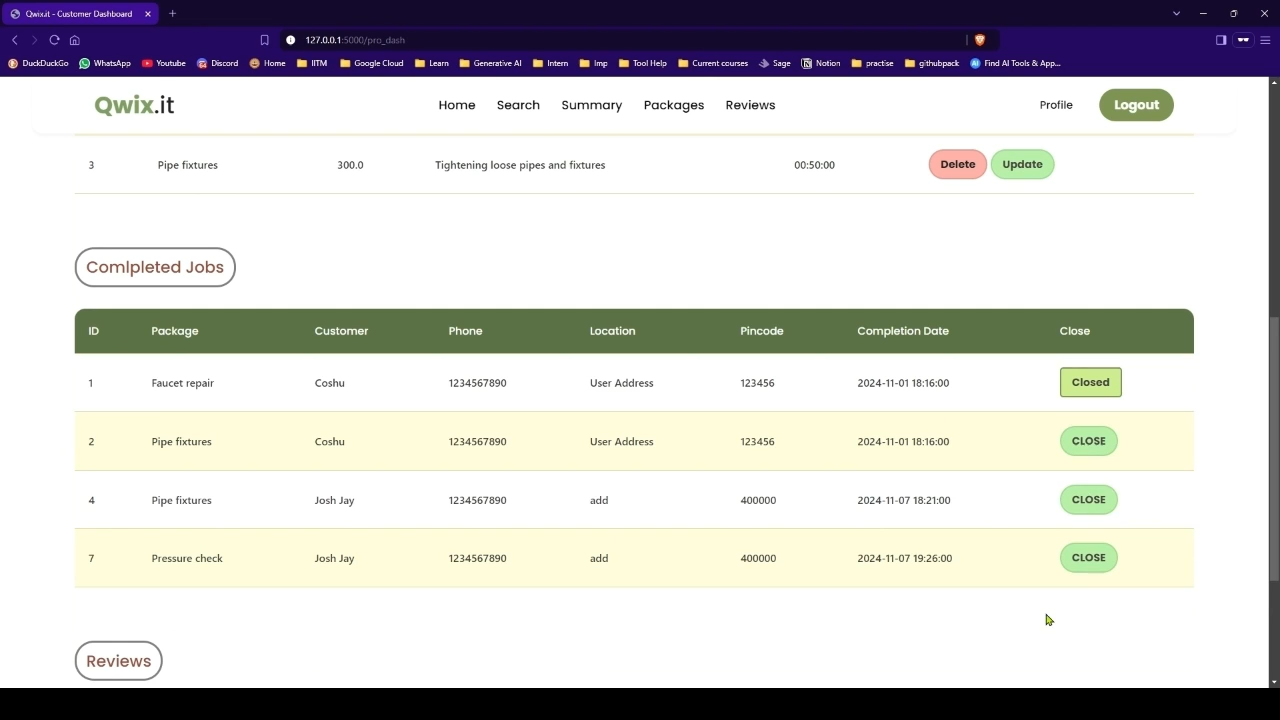 Qwix.it - Customer Dashboard
127.0.0.1:5000/pro_dash
DuckDuckGo WhatsApp Youtube Discord Home IITM Google Cloud Learn Generative AI Intern Imp Tool Help Current courses Sage Notion practise githubpack Find AI Tools & App...
Qwix.it Home Search Summary Packages Reviews Profile Logout
3 Pipe fixtures 300.0 Tightening loose pipes and fixtures 00:50:00 Delete Update
Comlpleted Jobs
ID Package Customer Phone Location Pincode Completion Date Close
1 Faucet repair Coshu 1234567890 User Address 123456 2024-11-01 18:16:00 Closed
2 Pipe fixtures Coshu 1234567890 User Address 123456 2024-11-01 18:16:00 CLOSE
4 Pipe fixtures Josh Jay 1234567890 add 400000 2024-11-07 18:21:00 CLOSE
7 Pressure check Josh Jay 1234567890 add 400000 2024-11-07 19:26:00 CLOSE
Reviews